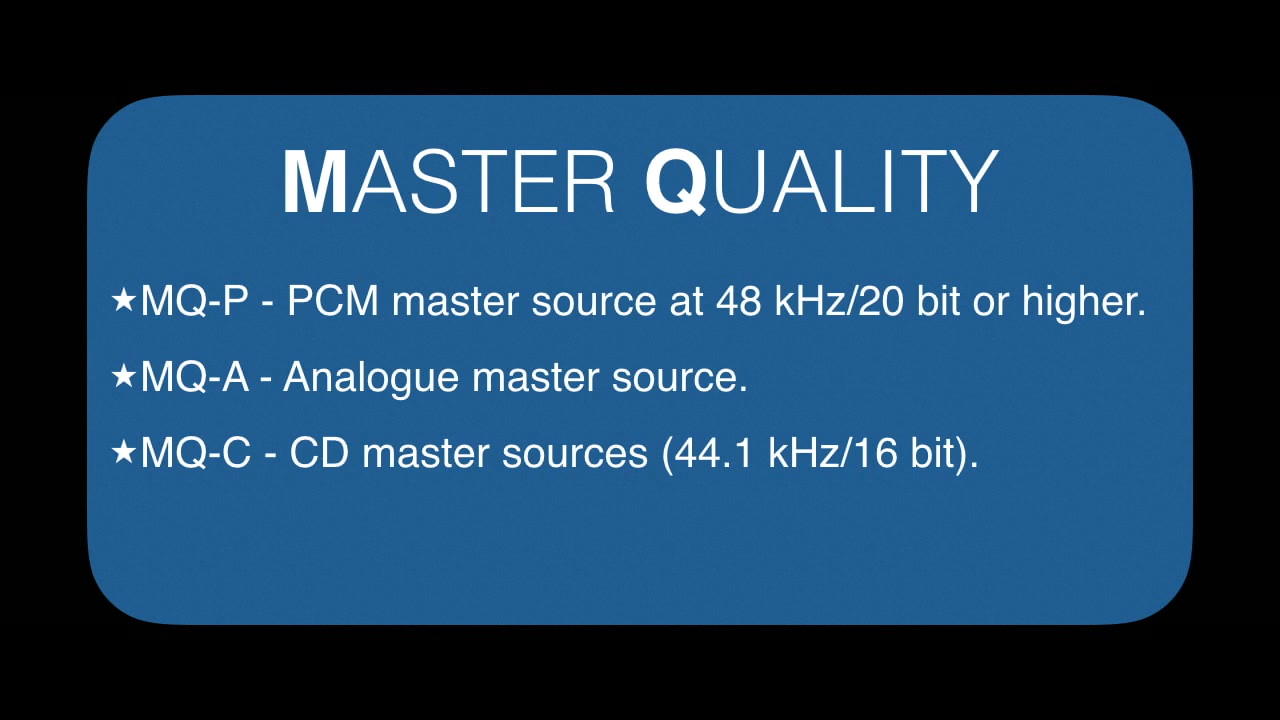 MASTER QUALITY
★MQ-P - PCM master source at 48 kHz/20 bit or higher.
★MQ-A - Analogue master source.
★MQ-C - CD master sources (44.1 kHz/16 bit).